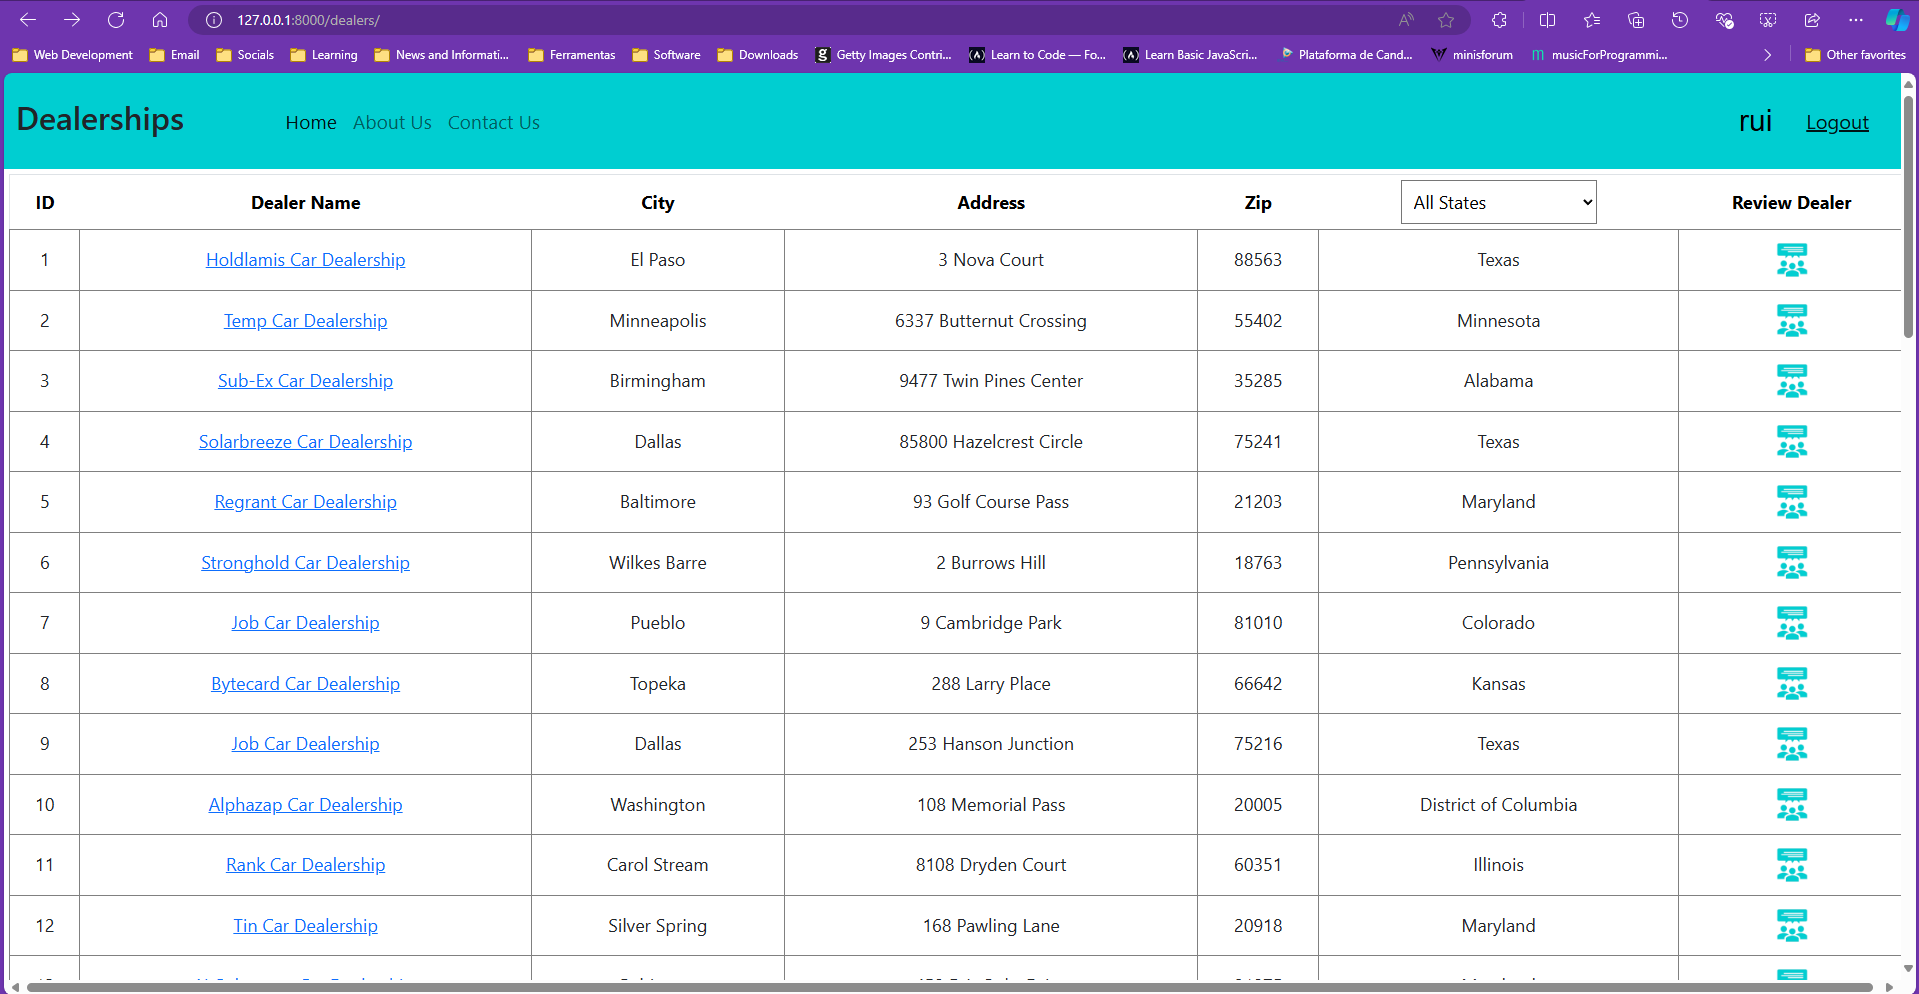 127.0.0.1:8000/dealers/
Web Development Email Socials Learning News and Informati... Ferramentas Software Downloads Getty Images Contri... Learn to Code — Fo... Learn Basic JavaScri... Plataforma de Cand... minisforum musicForProgrammi... Other favorites
Dealerships Home About Us Contact Us rui Logout
ID Dealer Name City Address Zip All States Review Dealer
1 Holdlamis Car Dealership El Paso 3 Nova Court 88563 Texas
2 Temp Car Dealership Minneapolis 6337 Butternut Crossing 55402 Minnesota
3 Sub-Ex Car Dealership Birmingham 9477 Twin Pines Center 35285 Alabama
4 Solarbreeze Car Dealership Dallas 85800 Hazelcrest Circle 75241 Texas
5 Regrant Car Dealership Baltimore 93 Golf Course Pass 21203 Maryland
6 Stronghold Car Dealership Wilkes Barre 2 Burrows Hill 18763 Pennsylvania
7 Job Car Dealership Pueblo 9 Cambridge Park 81010 Colorado
8 Bytecard Car Dealership Topeka 288 Larry Place 66642 Kansas
9 Job Car Dealership Dallas 253 Hanson Junction 75216 Texas
10 Alphazap Car Dealership Washington 108 Memorial Pass 20005 District of Columbia
11 Rank Car Dealership Carol Stream 8108 Dryden Court 60351 Illinois
12 Tin Car Dealership Silver Spring 168 Pawling Lane 20918 Maryland